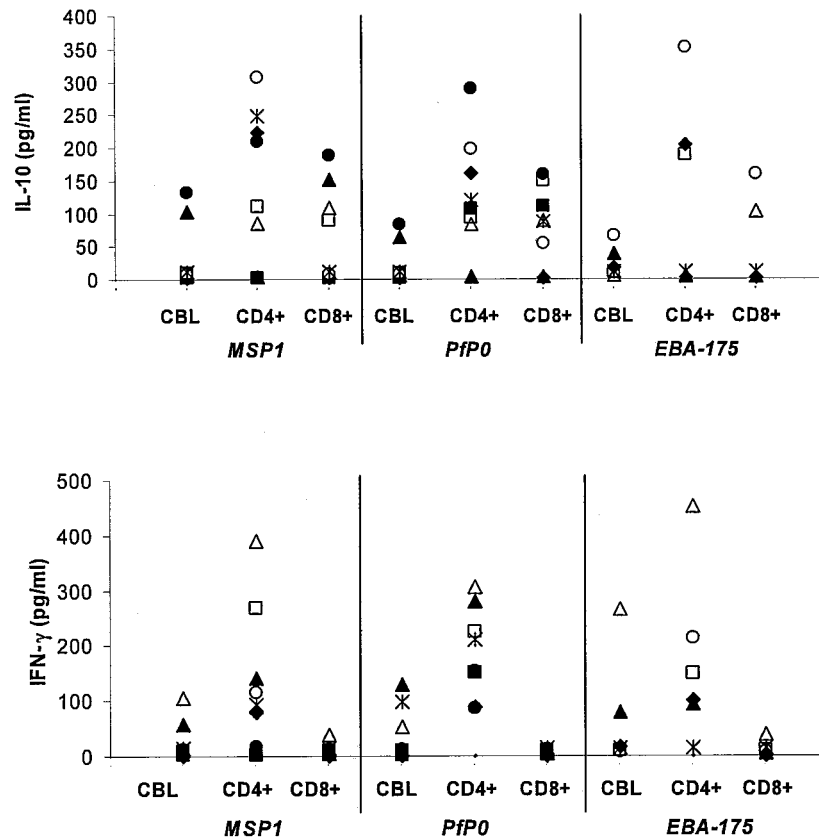 400
350
300
250
200
150
100
50
0
IL-10 (pg/ml)
CBL CD4+ CD8+ CBL CD4+ CD8+ CBL CD4+ CD8+
MSP1 PfP0 EBA-175
500
400
300
200
100
0
IFN-γ (pg/ml)
CBL CD4+ CD8+ CBL CD4+ CD8+ CBL CD4+ CD8+
MSP1 PfP0 EBA-175